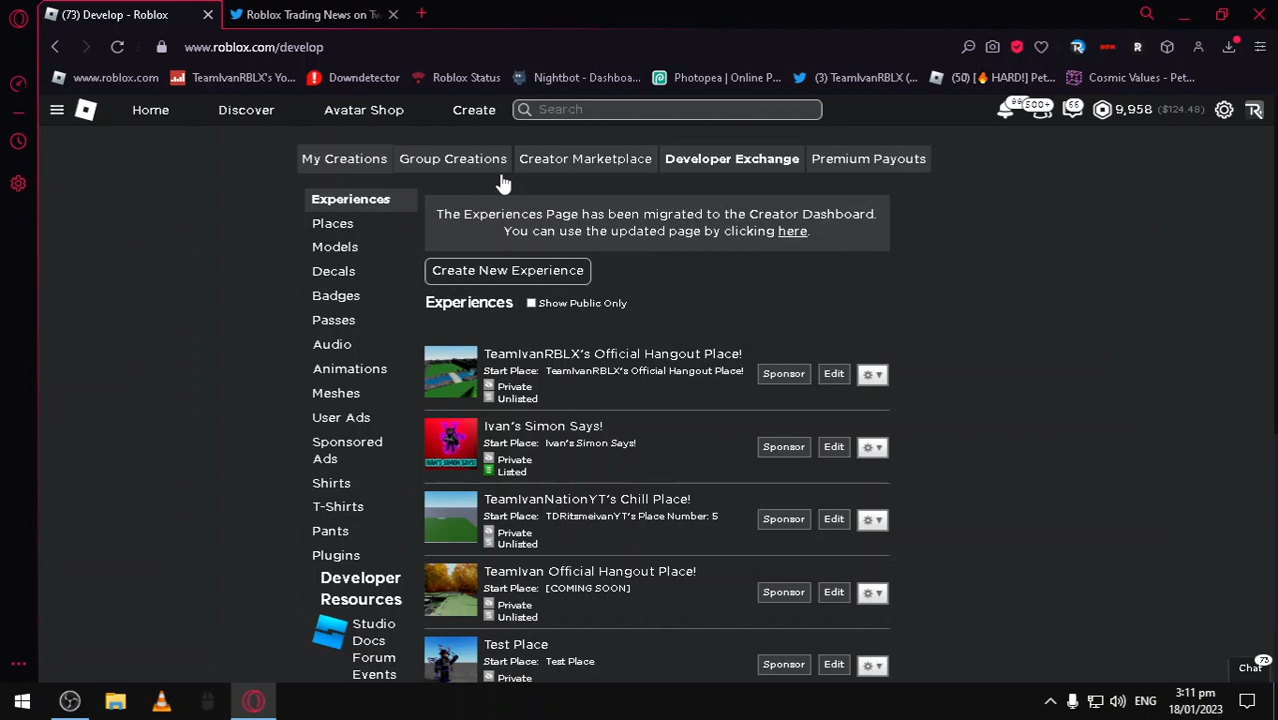 (73) Develop - Roblox
Roblox Trading News on Tw
www.roblox.com/develop
www.roblox.com
TeamIvanRBLX's Yo...
Downdetector
Roblox Status
Nightbot - Dashboa...
Photopea | Online P...
(3) TeamIvanRBLX (...
(50) [🔥 HARD!] Pet...
Cosmic Values - Pet...
Home
Discover
Avatar Shop
Create
Search
500+
66
9,958 ($124.48)
My Creations
Group Creations
Creator Marketplace
Developer Exchange
Premium Payouts
Experiences
Places
Models
Decals
Badges
Passes
Audio
Animations
Meshes
User Ads
Sponsored
Ads
Shirts
T-Shirts
Pants
Plugins
Developer
Resources
Studio
Docs
Forum
Events
The Experiences Page has been migrated to the Creator Dashboard.
You can use the updated page by clicking here.
Create New Experience
Experiences
Show Public Only
TeamIvanRBLX's Official Hangout Place!
Start Place: TeamIvanRBLX's Official Hangout Place!
Private
Unlisted
Sponsor
Edit
Ivan's Simon Says!
Start Place: Ivan's Simon Says!
Private
Listed
IVAN'S SIMON SAYS!
Sponsor
Edit
TeamIvanNationYT's Chill Place!
Start Place: TDRitsmeivanYT's Place Number: 5
Private
Unlisted
Sponsor
Edit
TeamIvan Official Hangout Place!
Start Place: [COMING SOON]
Private
Unlisted
Sponsor
Edit
Test Place
Start Place: Test Place
Private
Sponsor
Edit
Chat
73
ENG
3:11 pm
18/01/2023